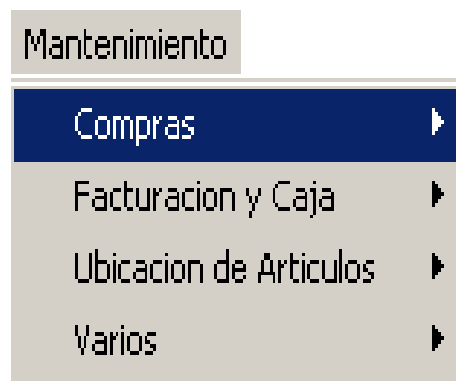 Mantenimiento
Compras
Facturacion y Caja
Ubicacion de Articulos
Varios